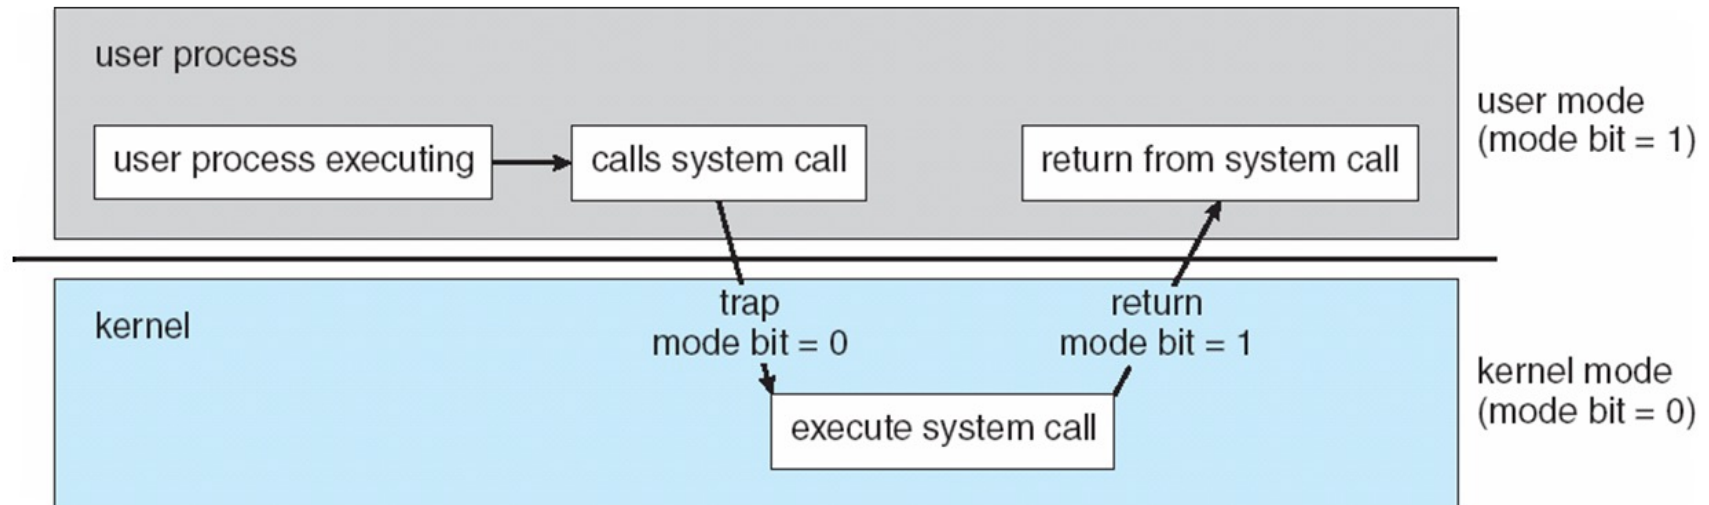 user process
user process executing
calls system call
return from system call
user mode
(mode bit = 1)
kernel
trap
mode bit = 0
return
mode bit = 1
execute system call
kernel mode
(mode bit = 0)